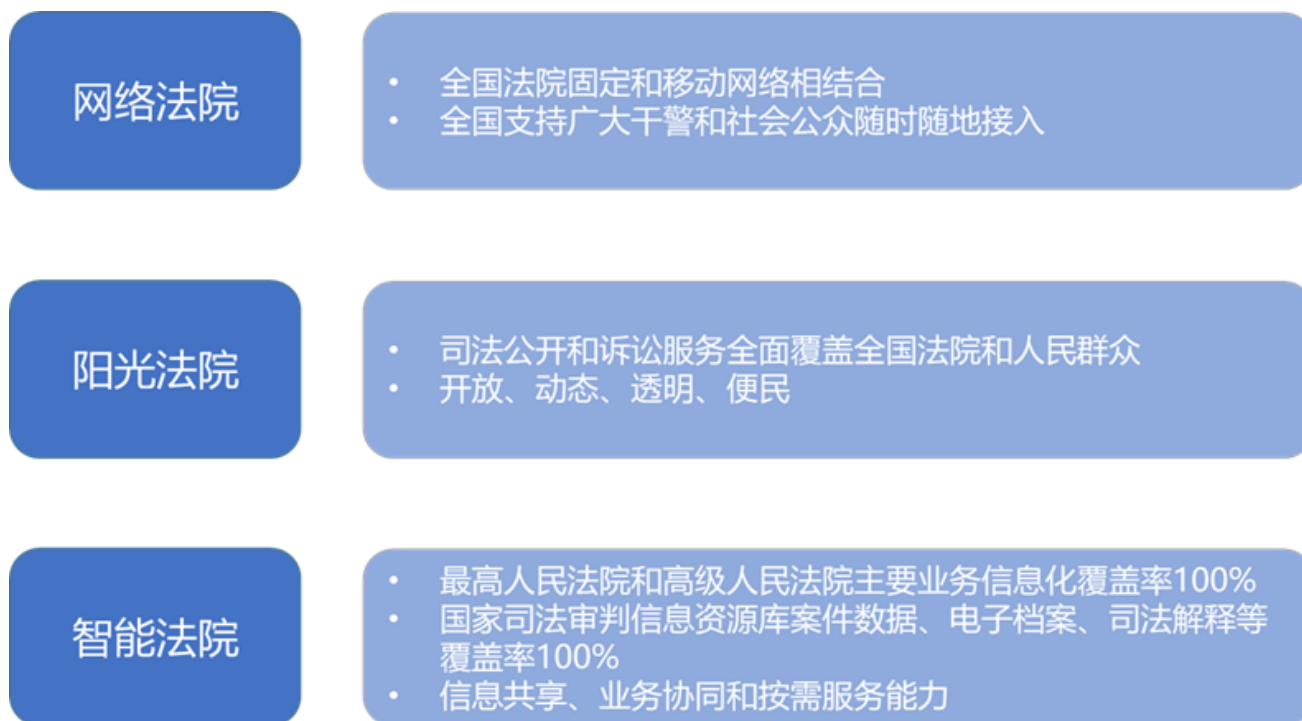 网络法院
• 全国法院固定和移动网络相结合
• 全国支持广大干警和社会公众随时随地接入
阳光法院
• 司法公开和诉讼服务全面覆盖全国法院和人民群众
• 开放、动态、透明、便民
智能法院
• 最高人民法院和高级人民法院主要业务信息化覆盖率100%
• 国家司法审判信息资源库案件数据、电子档案、司法解释等
覆盖率100%
• 信息共享、业务协同和按需服务能力